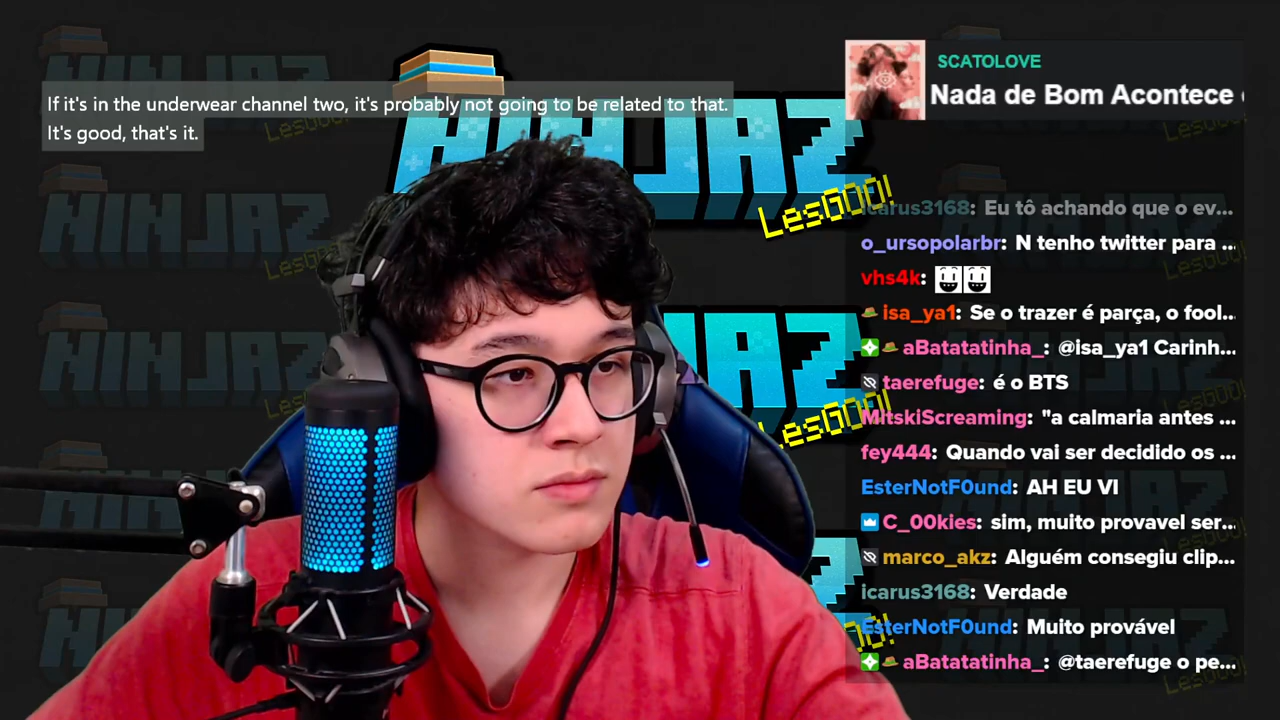 If it's in the underwear channel two, it's probably not going to be related to that.
It's good, that's it.
NINJAZ
LesGOO!
SCATOLOVE
Nada de Bom Acontece
icarus3168: Eu tô achando que o ev...
o_ursopolarbr: N tenho twitter para ...
vhs4k:
isa_ya1: Se o trazer é parça, o fool...
aBatatatinha_: @isa_ya1 Carinh...
taerefuge: é o BTS
MitskiScreaming: "a calmaria antes ...
fey444: Quando vai ser decidido os ...
EsterNotF0und: AH EU VI
C_00kies: sim, muito provavel ser...
marco_akz: Alguém consegiu clip...
icarus3168: Verdade
EsterNotF0und: Muito provável
aBatatatinha_: @taerefuge o pe...
NINJAZ
LesGOO!